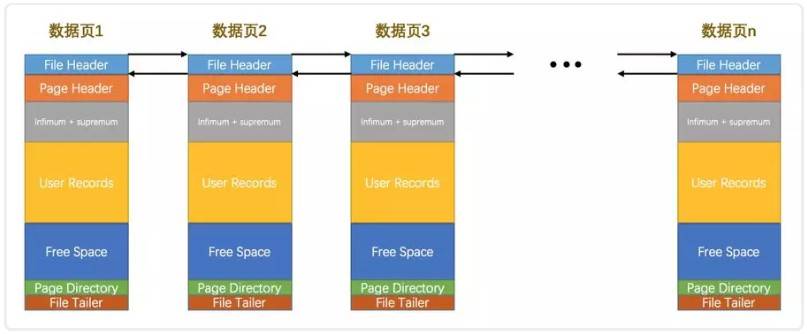 数据页1 数据页2 数据页3 数据页n
File Header File Header File Header ••• File Header
Page Header Page Header Page Header Page Header
Infimum + supremum Infimum + supremum Infimum + supremum Infimum + supremum
User Records User Records User Records User Records
Free Space Free Space Free Space Free Space
Page Directory Page Directory Page Directory Page Directory
File Tailer File Tailer File Tailer File Tailer